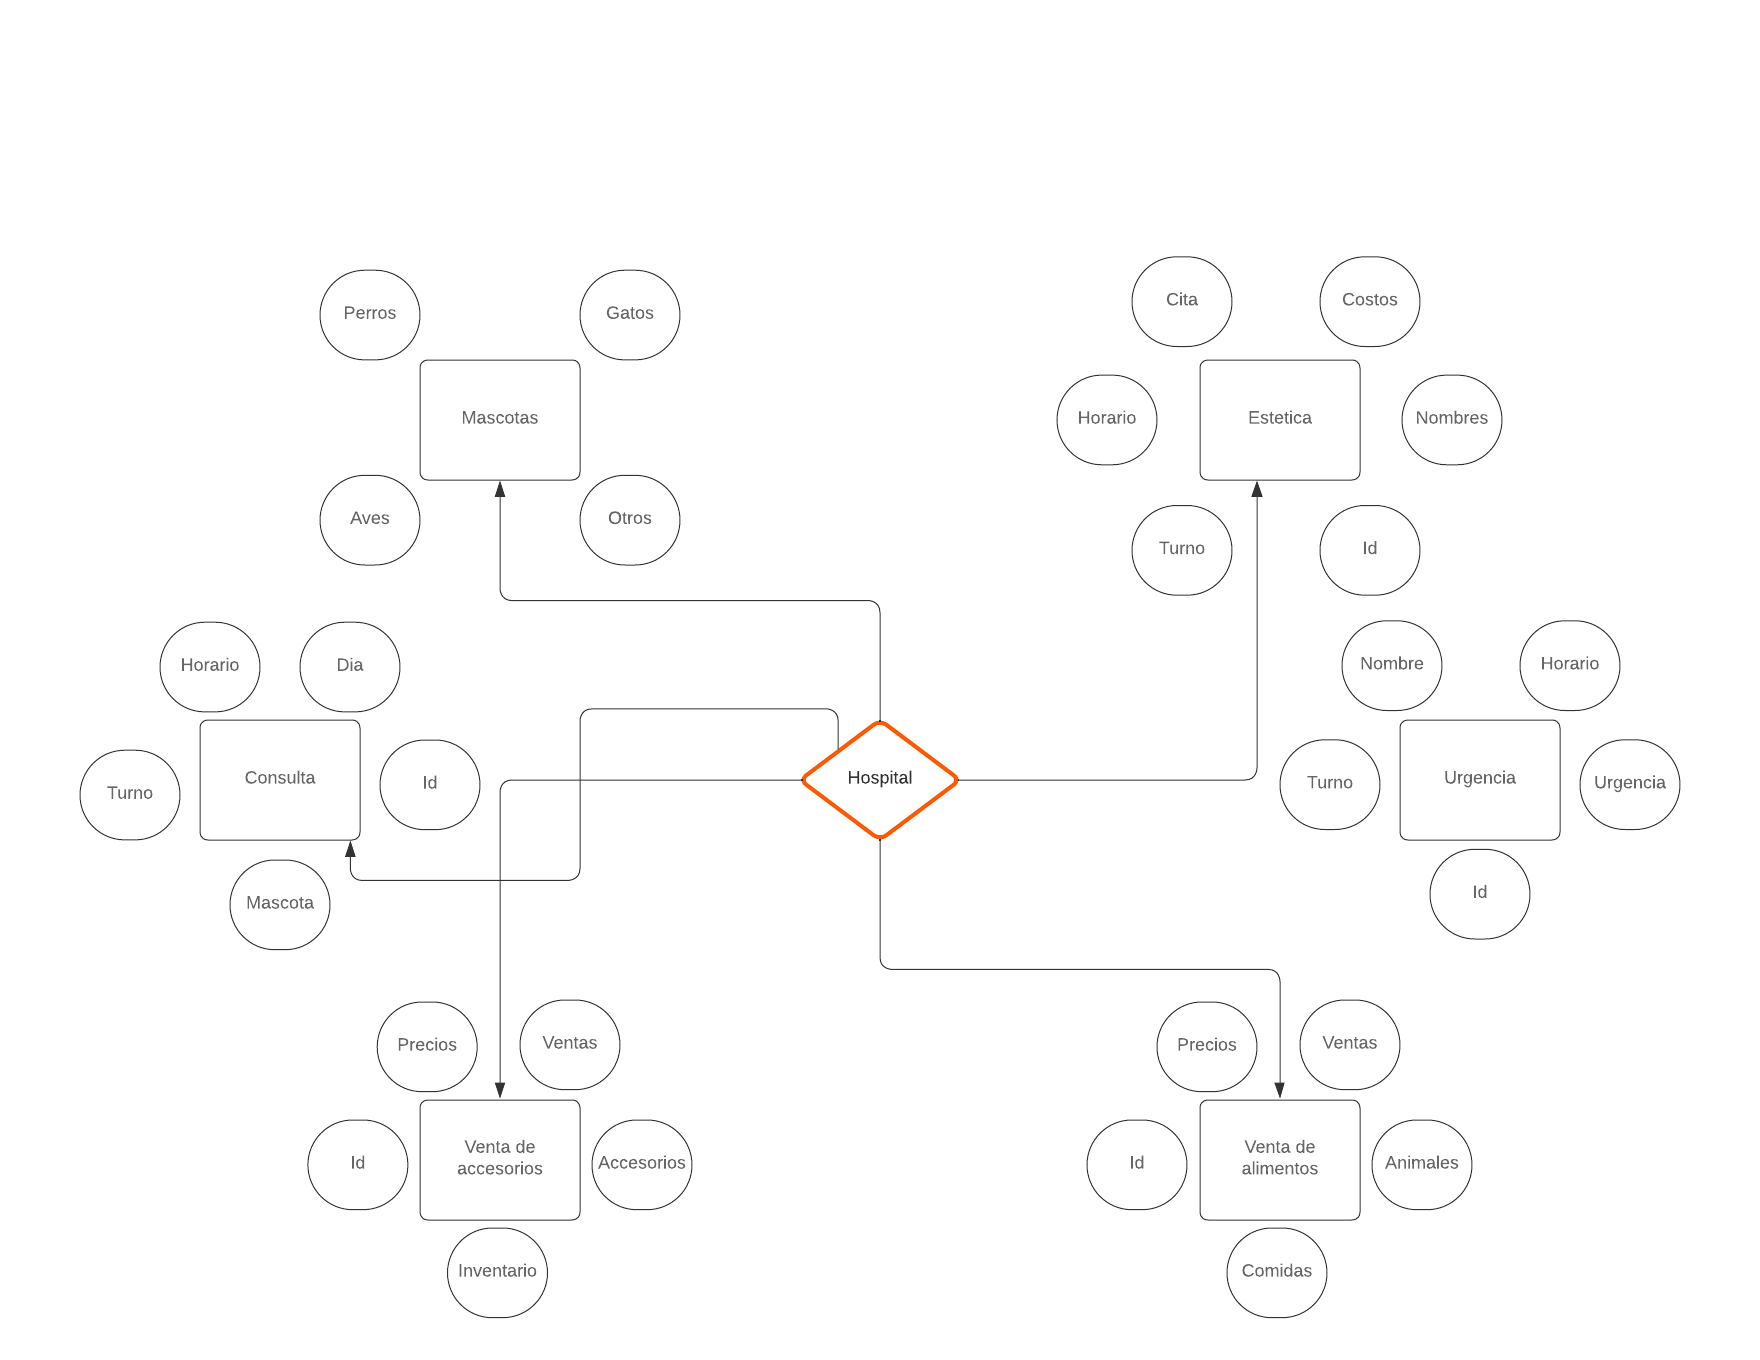 Perros
Gatos
Mascotas
Aves
Otros
Cita
Costos
Horario
Estetica
Nombres
Turno
Id
Horario
Dia
Turno
Consulta
Id
Mascota
Hospital
Nombre
Horario
Turno
Urgencia
Urgencia
Id
Precios
Ventas
Id
Venta de
accesorios
Accesorios
Inventario
Precios
Ventas
Id
Venta de
alimentos
Animales
Comidas